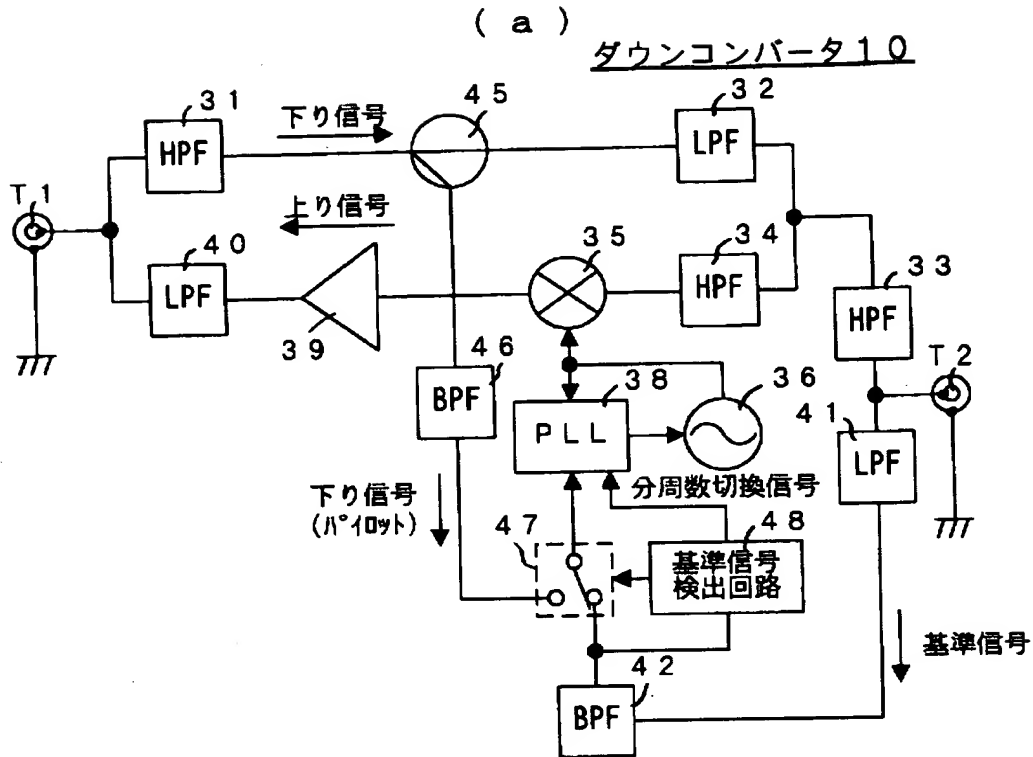 (a)
ダウンコンバータ10
31
HPF
下り信号
45
32
LPF
T1
上り信号
40
LPF
39
35
34
HPF
33
HPF
46
BPF
38
PLL
36
T2
41
LPF
分周数切換信号
下り信号
(パイロット)
47
48
基準信号
検出回路
基準信号
42
BPF